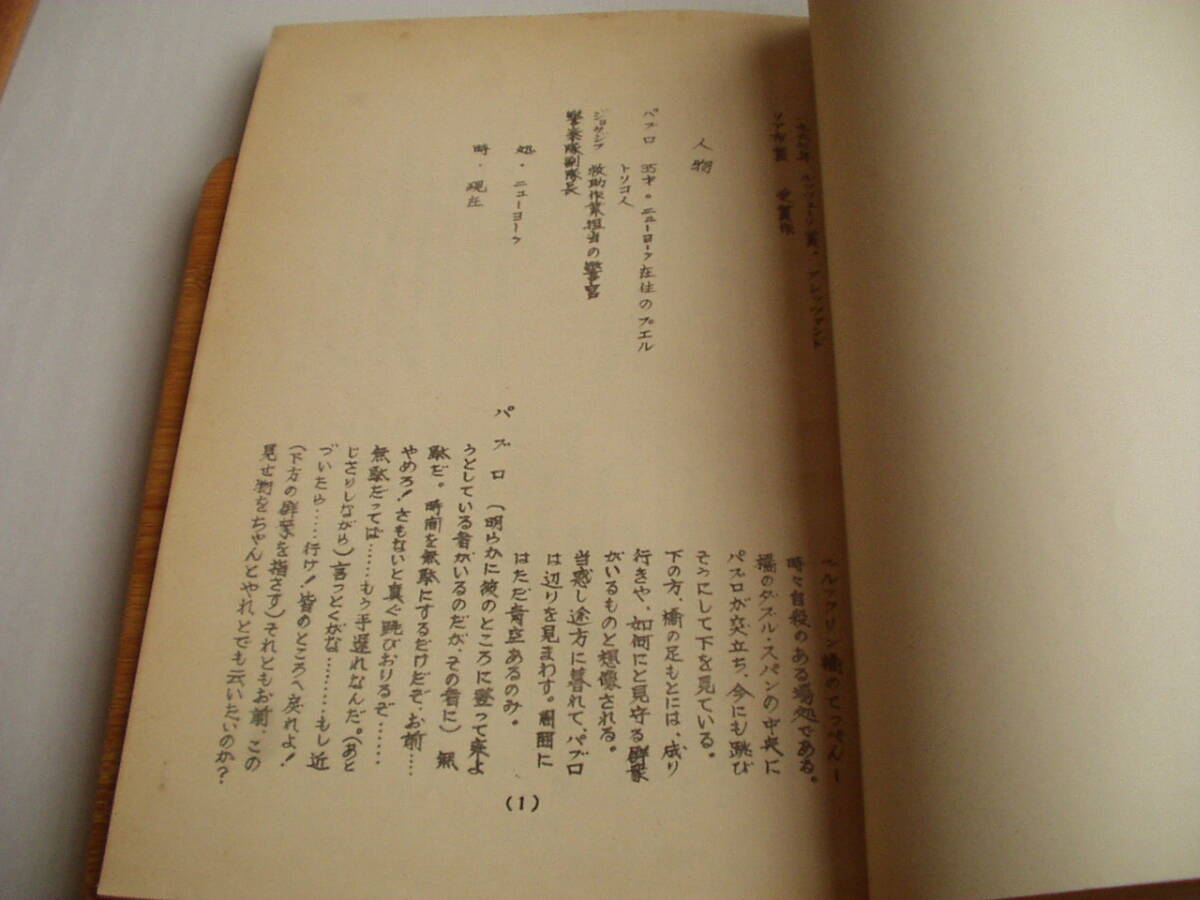 受賞作
人物
パブロ 35才。ニューヨーク在住のプエル
トリコ人
ジョゼジフ 救助作業担当の警官
警察隊副隊長
処・ニューヨーク
時・現在
橋のてっぺん—
時々自殺のある場処である。
橋のダブル・スパンの中央に
パブロが突立ち、今にも跳び
そうにして下を見ている。
下の方、橋の足もとには、成り
行きや、如何にと見守る群衆
がいるものと想像される。
当惑し途方に暮れて、パブロ
は辺りを見まわす。周囲に
はただ青空あるのみ。
パブロ (明らかに彼のところに登って来よ
うとしている者がいるのだが、その者に) 無
駄だ。時間を無駄にするだけだぞ、お前……
やめろ!さもないと真ぐ跳びおりるぞ……
無駄だってば……もう手遅れなんだ。(あと
じさりしながら) 言っとくがな………もし近
づいたら……行け!皆のところへ戻れよ!
(下方の群衆を指さす) それともお前、この
見せ物をちゃんとやれとでも云いたいのか?
(1)